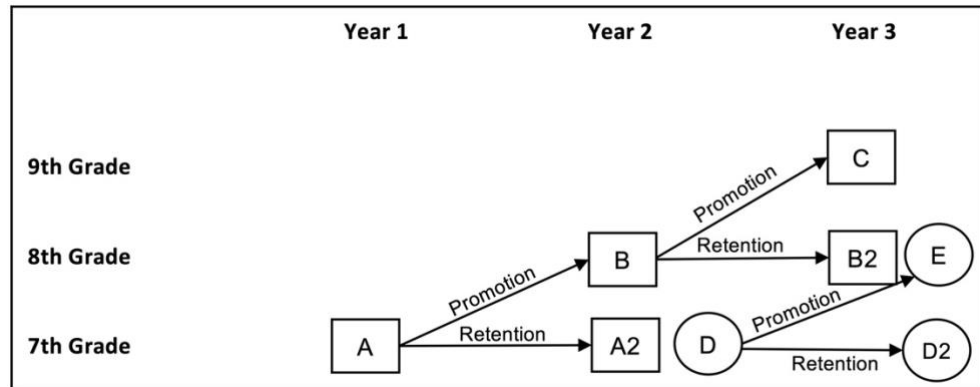 Year 1 Year 2 Year 3
9th Grade
C
Promotion
8th Grade
B
Retention
B2
E
Promotion
Promotion
7th Grade
A
Retention
A2
D
Retention
D2